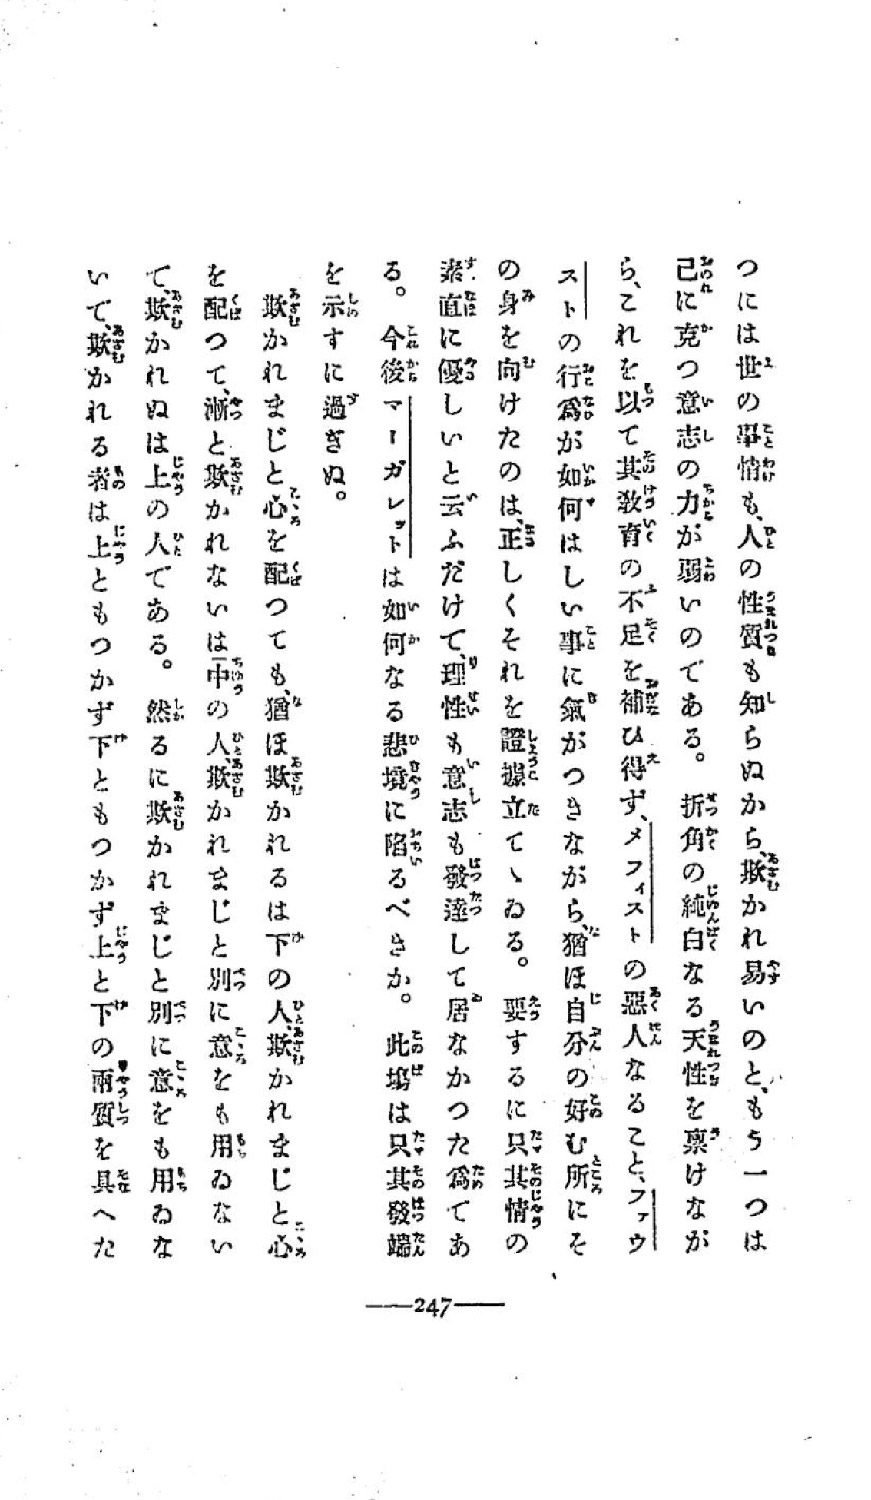 つには世の事情も、人の性質も知らぬから、欺かれ易いのと、もう一つは
己に克つ意志の力が弱いのである。折角の純白なる天性を稟けなが
ら、これを以て其教育の不足を補ひ得ず、メフィストの惡人なること、ファウ
ストの行爲が如何はしい事に氣がつきながら、猶ほ自分の好む所にそ
の身を向けたのは、正しくそれを證據立てゝゐる。要するに只其情の
素直に優しいと云ふだけて、理性も意志も發達して居なかつた爲てあ
る。今後マーガレットは如何なる悲境に陷るべきか。此塲は只其發端
を示すに過ぎぬ。
欺かれまじと心を配つても、猶ほ欺かれるは下の人、欺かれまじと心
を配つて、漸と欺かれないは中の人、欺かれまじと別に意をも用ゐない
て、欺かれぬは上の人である。然るに欺かれまじと別に意をも用ゐな
いて、欺かれる者は上ともつかず下ともつかず上と下の兩質を具へた
247